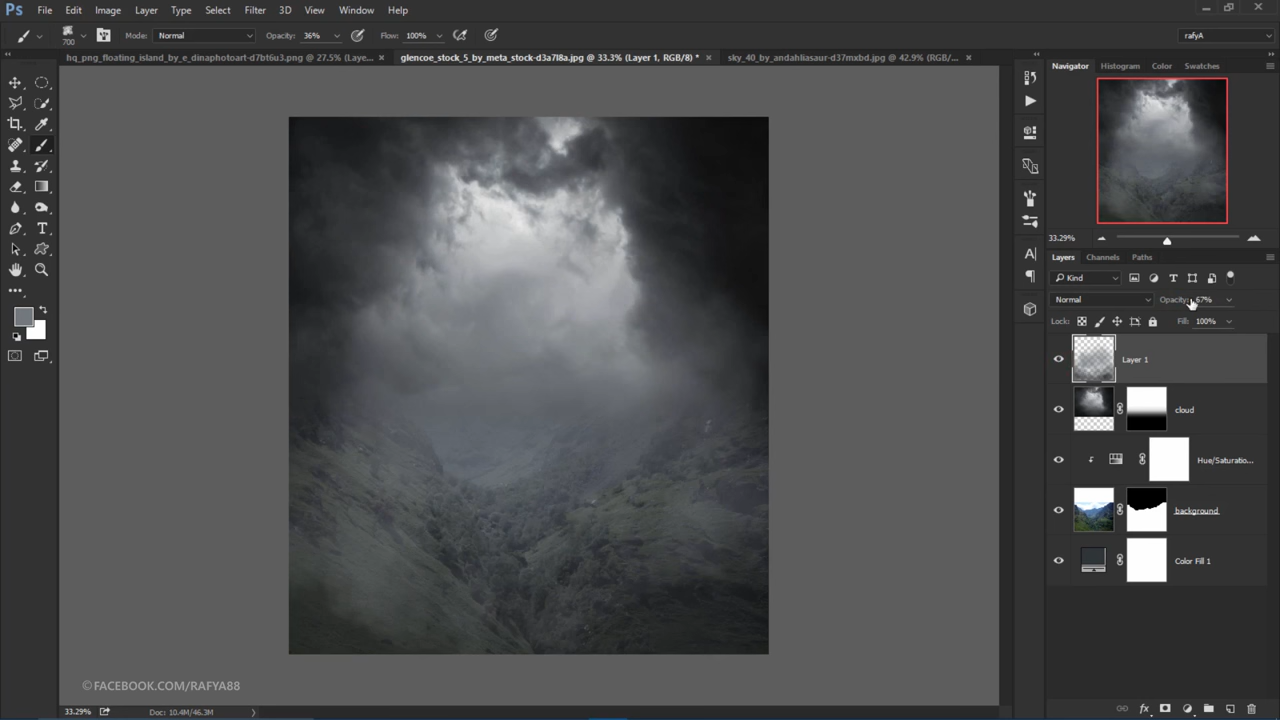 Ps File Edit Image Layer Type Select Filter 3D View Window Help
700 Mode: Normal Opacity: 36% Flow: 100% rafyA
hq_png_floating_island_by_e_dinaphotoart-d7bt6u3.png @ 27.5% (Laye... × glencoe_stock_5_by_meta_stock-d3a7l8a.jpg @ 33.3% (Layer 1, RGB/8) * × sky_40_by_andahliasaur-d37mxbd.jpg @ 42.9% (RGB/... ×
Navigator Histogram Color Swatches
33.29%
Layers Channels Paths
Kind
Normal Opacity: 67%
Lock: Fill: 100%
Layer 1
cloud
Hue/Saturatio...
background
Color Fill 1
©FACEBOOK.COM/RAFYA88
33.29% Doc: 10.4M/46.3M